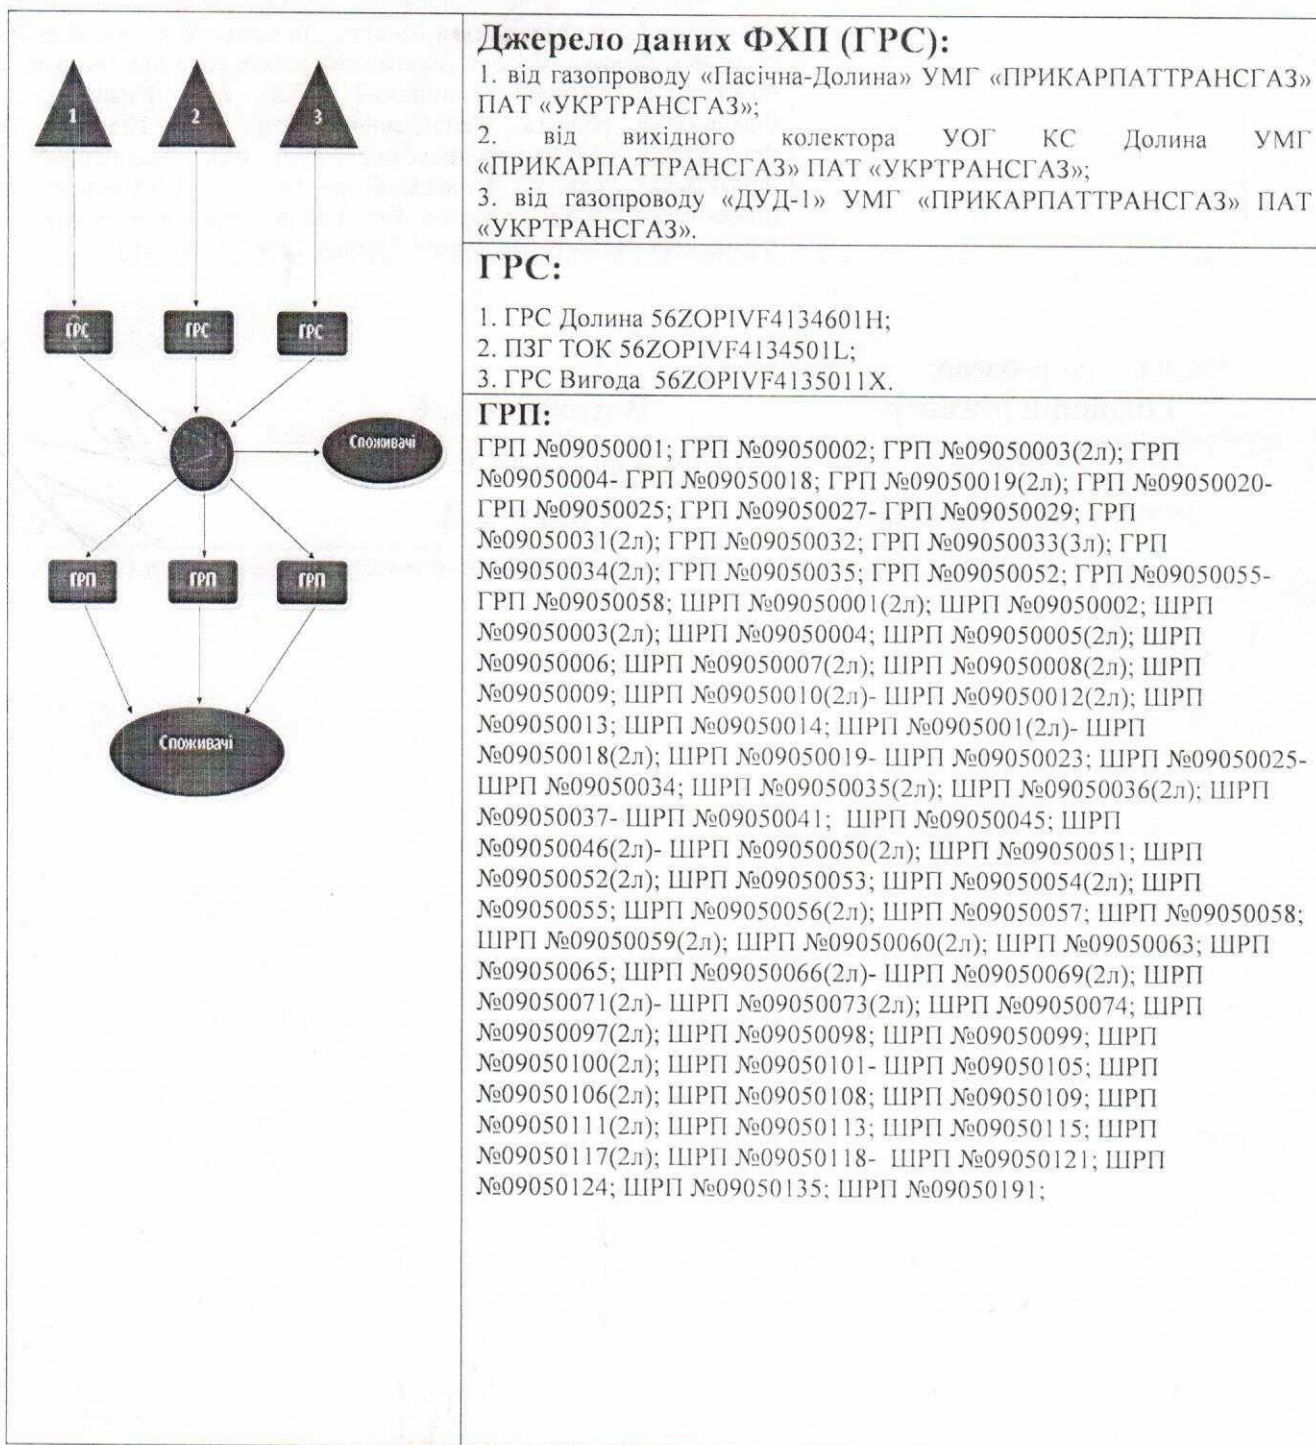 1 2 3
ГРС ГРС ГРС
Споживачі
ГРП ГРП ГРП
Споживачі
Джерело даних ФХП (ГРС):
1. від газопроводу «Пасічна-Долина» УМГ «ПРИКАРПАТТРАНСГАЗ»
ПАТ «УКРТРАНСГАЗ»;
2. від вихідного колектора УОГ КС Долина УМГ
«ПРИКАРПАТТРАНСГАЗ» ПАТ «УКРТРАНСГАЗ»;
3. від газопроводу «ДУД-1» УМГ «ПРИКАРПАТТРАНСГАЗ» ПАТ
«УКРТРАНСГАЗ».
ГРС:
1. ГРС Долина 56ZOPIVF4134601H;
2. ПЗГ ТОК 56ZOPIVF4134501L;
3. ГРС Вигода 56ZOPIVF4135011X.
ГРП:
ГРП №09050001; ГРП №09050002; ГРП №09050003(2л); ГРП
№09050004- ГРП №09050018; ГРП №09050019(2л); ГРП №09050020-
ГРП №09050025; ГРП №09050027- ГРП №09050029; ГРП
№09050031(2л); ГРП №09050032; ГРП №09050033(3л); ГРП
№09050034(2л); ГРП №09050035; ГРП №09050052; ГРП №09050055-
ГРП №09050058; ШРП №09050001(2л); ШРП №09050002; ШРП
№09050003(2л); ШРП №09050004; ШРП №09050005(2л); ШРП
№09050006; ШРП №09050007(2л); ШРП №09050008(2л); ШРП
№09050009; ШРП №09050010(2л)- ШРП №09050012(2л); ШРП
№09050013; ШРП №09050014; ШРП №0905001(2л)- ШРП
№09050018(2л); ШРП №09050019- ШРП №09050023; ШРП №09050025-
ШРП №09050034; ШРП №09050035(2л); ШРП №09050036(2л); ШРП
№09050037- ШРП №09050041; ШРП №09050045; ШРП
№09050046(2л)- ШРП №09050050(2л); ШРП №09050051; ШРП
№09050052(2л); ШРП №09050053; ШРП №09050054(2л); ШРП
№09050055; ШРП №09050056(2л); ШРП №09050057; ШРП №09050058;
ШРП №09050059(2л); ШРП №09050060(2л); ШРП №09050063; ШРП
№09050065; ШРП №09050066(2л)- ШРП №09050069(2л); ШРП
№09050071(2л)- ШРП №09050073(2л); ШРП №09050074; ШРП
№09050097(2л); ШРП №09050098; ШРП №09050099; ШРП
№09050100(2л); ШРП №09050101- ШРП №09050105; ШРП
№09050106(2л); ШРП №09050108; ШРП №09050109; ШРП
№09050111(2л); ШРП №09050113; ШРП №09050115; ШРП
№09050117(2л); ШРП №09050118- ШРП №09050121; ШРП
№09050124; ШРП №09050135; ШРП №09050191;